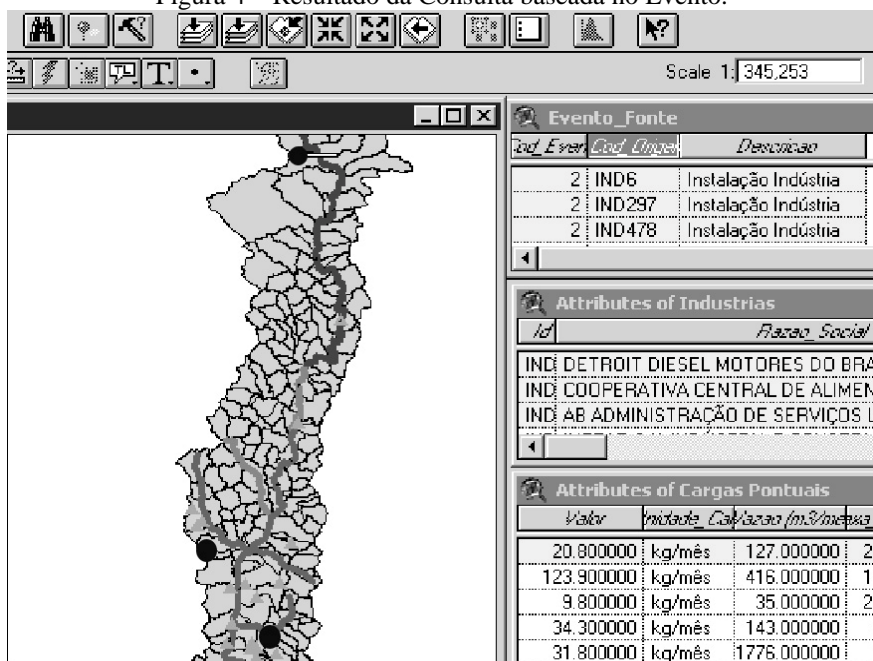 Figura 4 – Resultado da Consulta baseada no Evento.
T.
Scale 1: 345,253
Evento_Fonte
Cod_Origem Descricao
2 IND6 Instalação Indústria
2 IND297 Instalação Indústria
2 IND478 Instalação Indústria
Attributes of Industrias
Id Razao_Social
IND DETROIT DIESEL MOTORES DO BRA
IND COOPERATIVA CENTRAL DE ALIMEN
IND AB ADMINISTRAÇÃO DE SERVIÇOS L
Attributes of Cargas Pontuais
Valor
20.800000 kg/mês 127.000000 2
123.900000 kg/mês 416.000000 1
9.800000 kg/mês 35.000000 2
34.300000 kg/mês 143.000000
31.800000 kg/mês 1776.000000